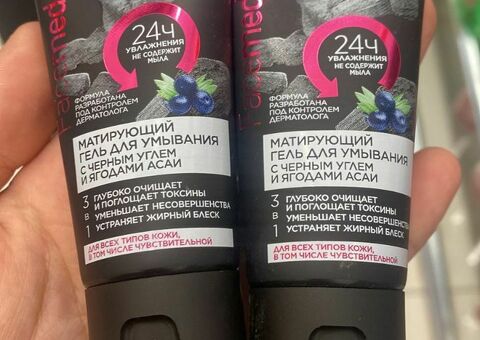 Facemed
24ч
УВЛАЖНЕНИЯ
НЕ СОДЕРЖИТ
МЫЛА
ФОРМУЛА
РАЗРАБОТАНА
ПОД КОНТРОЛЕМ
ДЕРМАТОЛОГА
МАТИРУЮЩИЙ
ГЕЛЬ ДЛЯ УМЫВАНИЯ
С ЧЕРНЫМ УГЛЕМ
И ЯГОДАМИ АСАИ
3 в 1
ГЛУБОКО ОЧИЩАЕТ
И ПОГЛОЩАЕТ ТОКСИНЫ
УМЕНЬШАЕТ НЕСОВЕРШЕНСТВА
УСТРАНЯЕТ ЖИРНЫЙ БЛЕСК
ДЛЯ ВСЕХ ТИПОВ КОЖИ,
В ТОМ ЧИСЛЕ ЧУВСТВИТЕЛЬНОЙ
Facemed
24ч
УВЛАЖНЕНИЯ
НЕ СОДЕРЖИТ
МЫЛА
ФОРМУЛА
РАЗРАБОТАНА
ПОД КОНТРОЛЕМ
ДЕРМАТОЛОГА
МАТИРУЮЩИЙ
ГЕЛЬ ДЛЯ УМЫВАНИЯ
С ЧЕРНЫМ УГЛЕМ
И ЯГОДАМИ АСАИ
3 в 1
ГЛУБОКО ОЧИЩАЕТ
И ПОГЛОЩАЕТ ТОКСИНЫ
УМЕНЬШАЕТ НЕСОВЕРШЕНСТВА
УСТРАНЯЕТ ЖИРНЫЙ БЛЕСК
ДЛЯ ВСЕХ ТИПОВ КОЖИ,
В ТОМ ЧИСЛЕ ЧУВСТВИТЕЛЬНОЙ